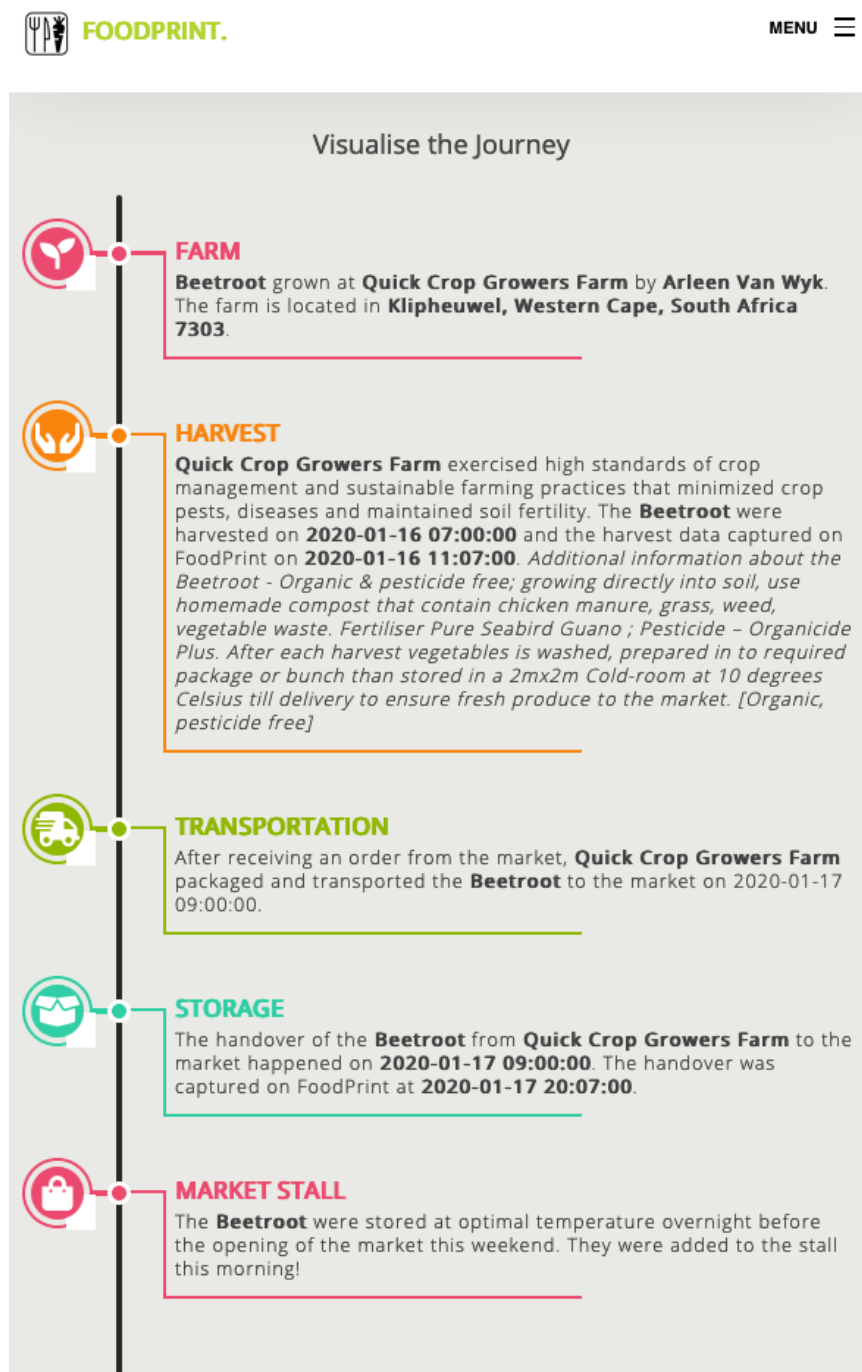 FOODPRINT.
MENU
Visualise the Journey
FARM
Beetroot grown at Quick Crop Growers Farm by Arleen Van Wyk.
The farm is located in Klipheuwel, Western Cape, South Africa
7303.
HARVEST
Quick Crop Growers Farm exercised high standards of crop
management and sustainable farming practices that minimized crop
pests, diseases and maintained soil fertility. The Beetroot were
harvested on 2020-01-16 07:00:00 and the harvest data captured on
FoodPrint on 2020-01-16 11:07:00. Additional information about the
Beetroot - Organic & pesticide free; growing directly into soil, use
homemade compost that contain chicken manure, grass, weed,
vegetable waste. Fertiliser Pure Seabird Guano ; Pesticide – Organicide
Plus. After each harvest vegetables is washed, prepared in to required
package or bunch than stored in a 2mx2m Cold-room at 10 degrees
Celsius till delivery to ensure fresh produce to the market. [Organic,
pesticide free]
TRANSPORTATION
After receiving an order from the market, Quick Crop Growers Farm
packaged and transported the Beetroot to the market on 2020-01-17
09:00:00.
STORAGE
The handover of the Beetroot from Quick Crop Growers Farm to the
market happened on 2020-01-17 09:00:00. The handover was
captured on FoodPrint at 2020-01-17 20:07:00.
MARKET STALL
The Beetroot were stored at optimal temperature overnight before
the opening of the market this weekend. They were added to the stall
this morning!